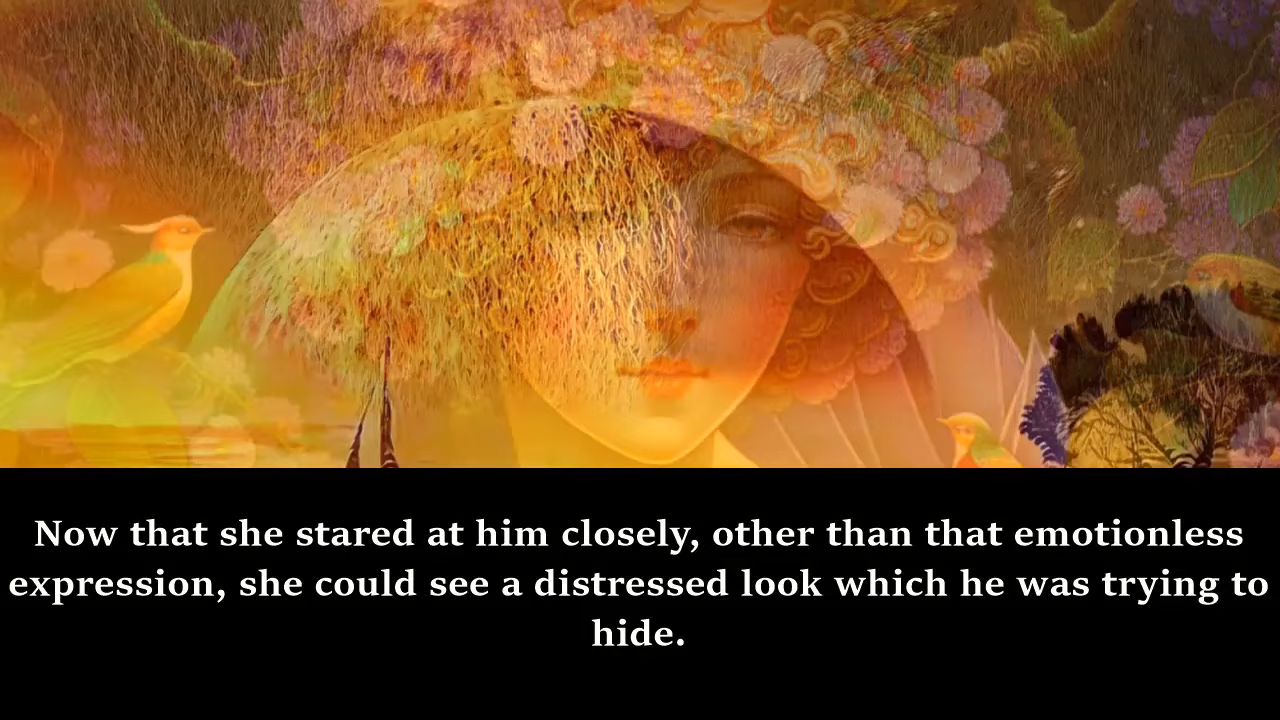 Now that she stared at him closely, other than that emotionless
expression, she could see a distressed look which he was trying to
hide.